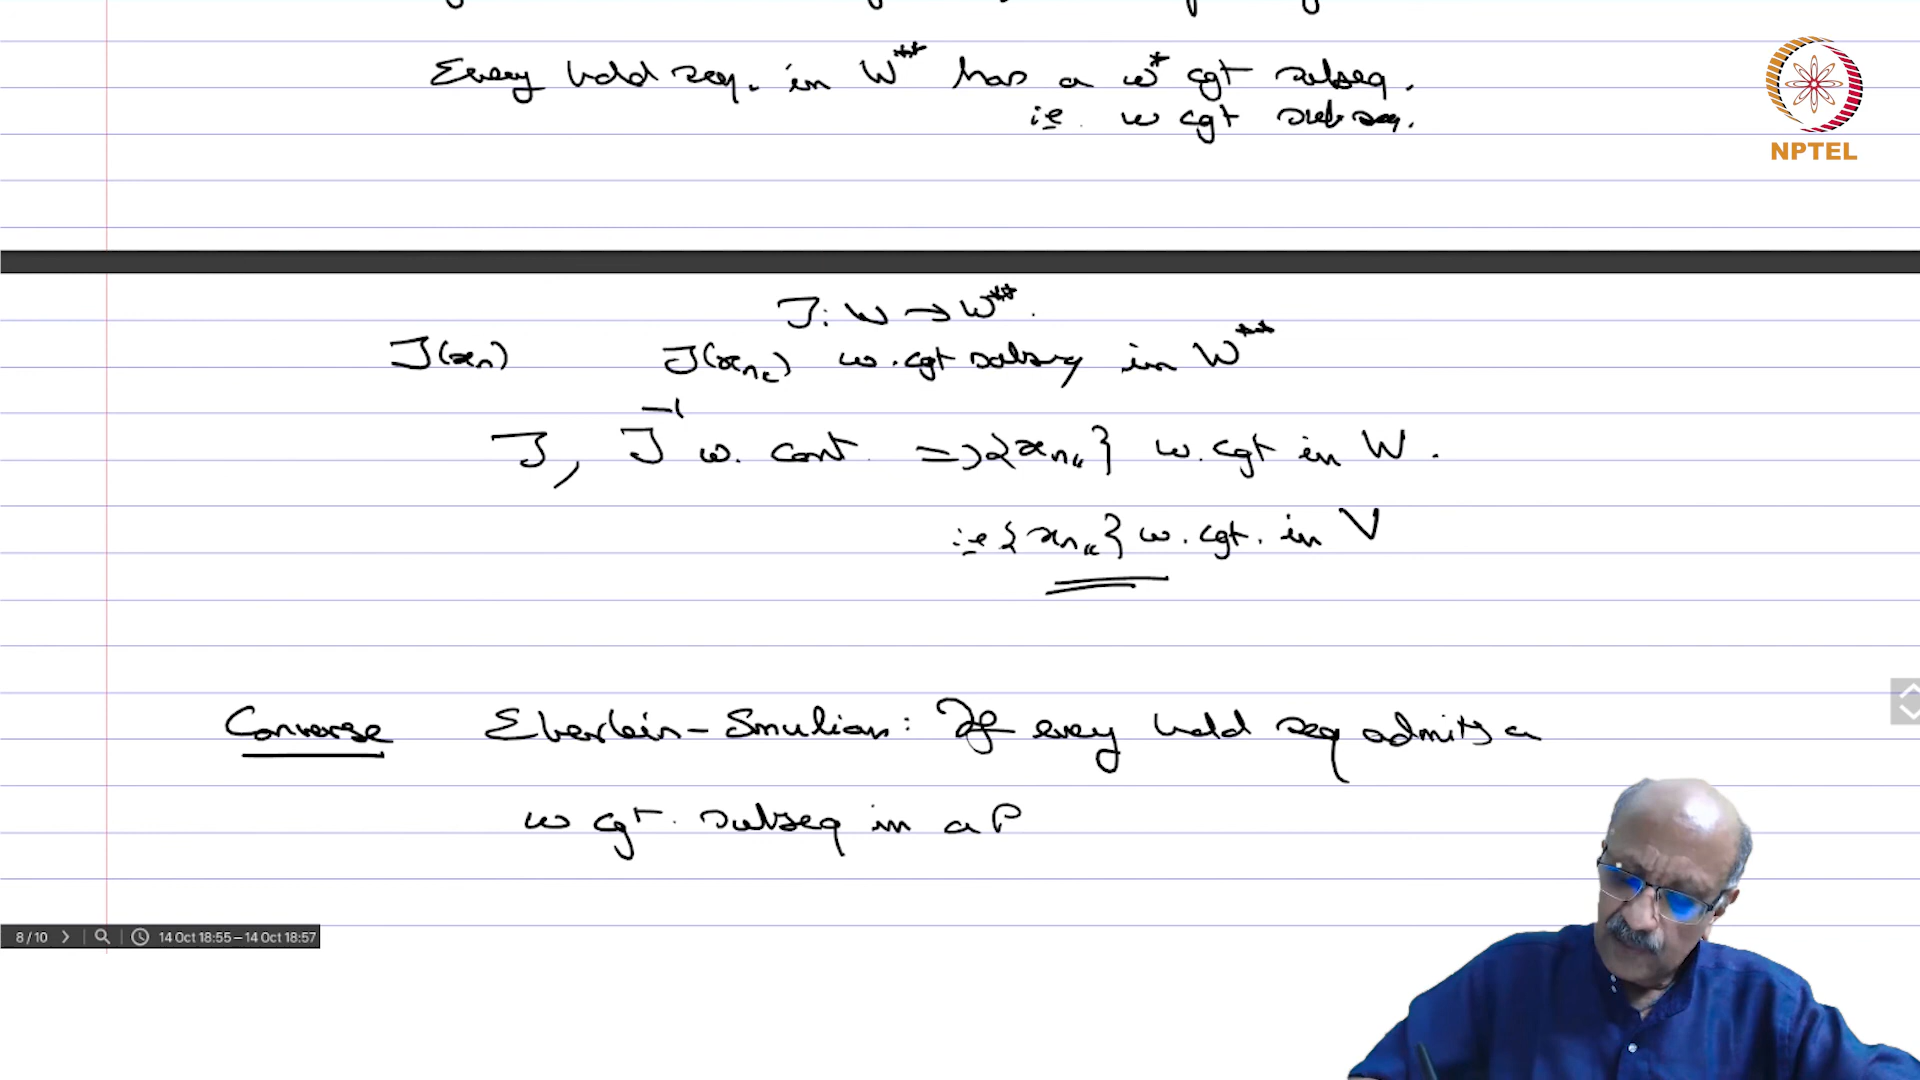 Every bdd seq. in W** has a w* cgt subseq.
i.e. w cgt subseq.
NPTEL
J: W → W**.
J(xn) J(xnk) w. cgt subseq in W**
J, J⁻¹ w. cont. ⇒ {xnk} w. cgt in W.
i.e {xnk} w. cgt. in V
Converse Eberlein-Smulian: If every bdd seq admits a
w cgt. subseq in a P
8/10 14 Oct 18:55 – 14 Oct 18:57